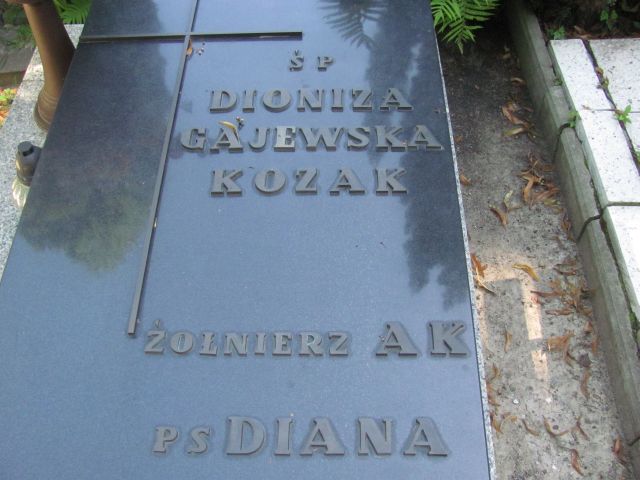 ŚP
DIONIZA
GAJEWSKA
KOZAK
ŻOŁNIERZ AK
PS DIANA